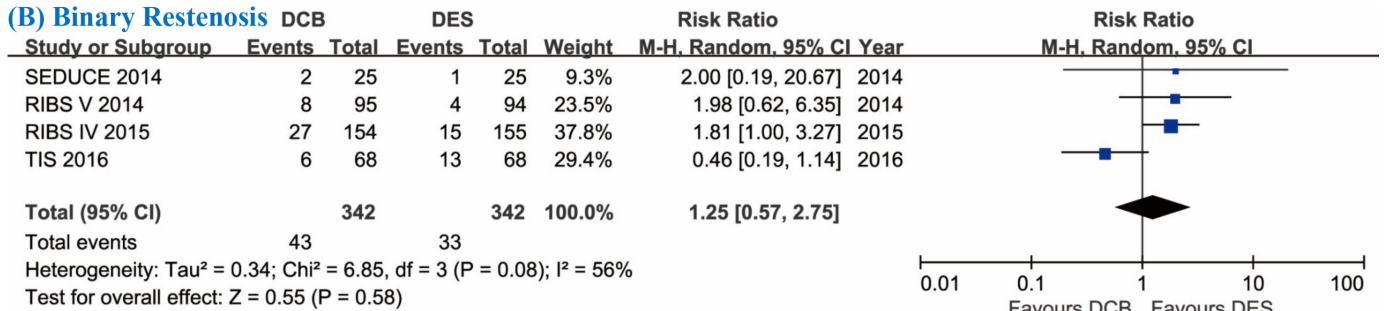 (B) Binary Restenosis DCB DES Risk Ratio Risk Ratio
Study or Subgroup Events Total Events Total Weight M-H, Random, 95% CI Year M-H, Random, 95% CI
SEDUCE 2014 2 25 1 25 9.3% 2.00 [0.19, 20.67] 2014
RIBS V 2014 8 95 4 94 23.5% 1.98 [0.62, 6.35] 2014
RIBS IV 2015 27 154 15 155 37.8% 1.81 [1.00, 3.27] 2015
TIS 2016 6 68 13 68 29.4% 0.46 [0.19, 1.14] 2016
Total (95% CI) 342 342 100.0% 1.25 [0.57, 2.75]
Total events 43 33
Heterogeneity: Tau² = 0.34; Chi² = 6.85, df = 3 (P = 0.08); I² = 56%
Test for overall effect: Z = 0.55 (P = 0.58)
0.01 0.1 1 10 100
Favours DCB Favours DES